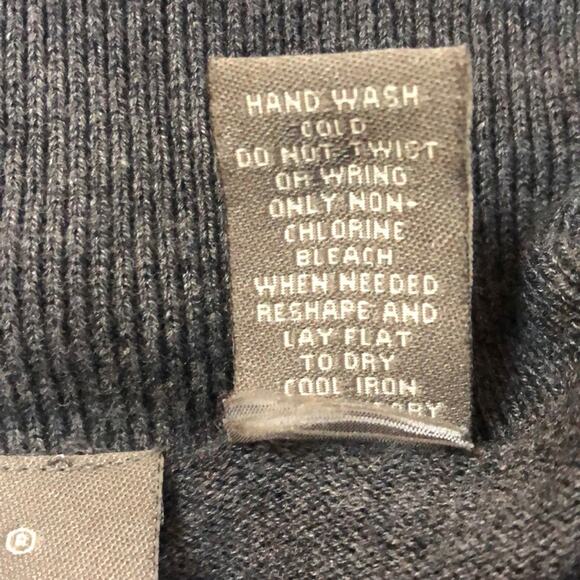 HAND WASH
COLD
DO NOT TWIST
OR WRING
ONLY NON-
CHLORINE
BLEACH
WHEN NEEDED
RESHAPE AND
LAY FLAT
TO DRY
COOL IRON
®